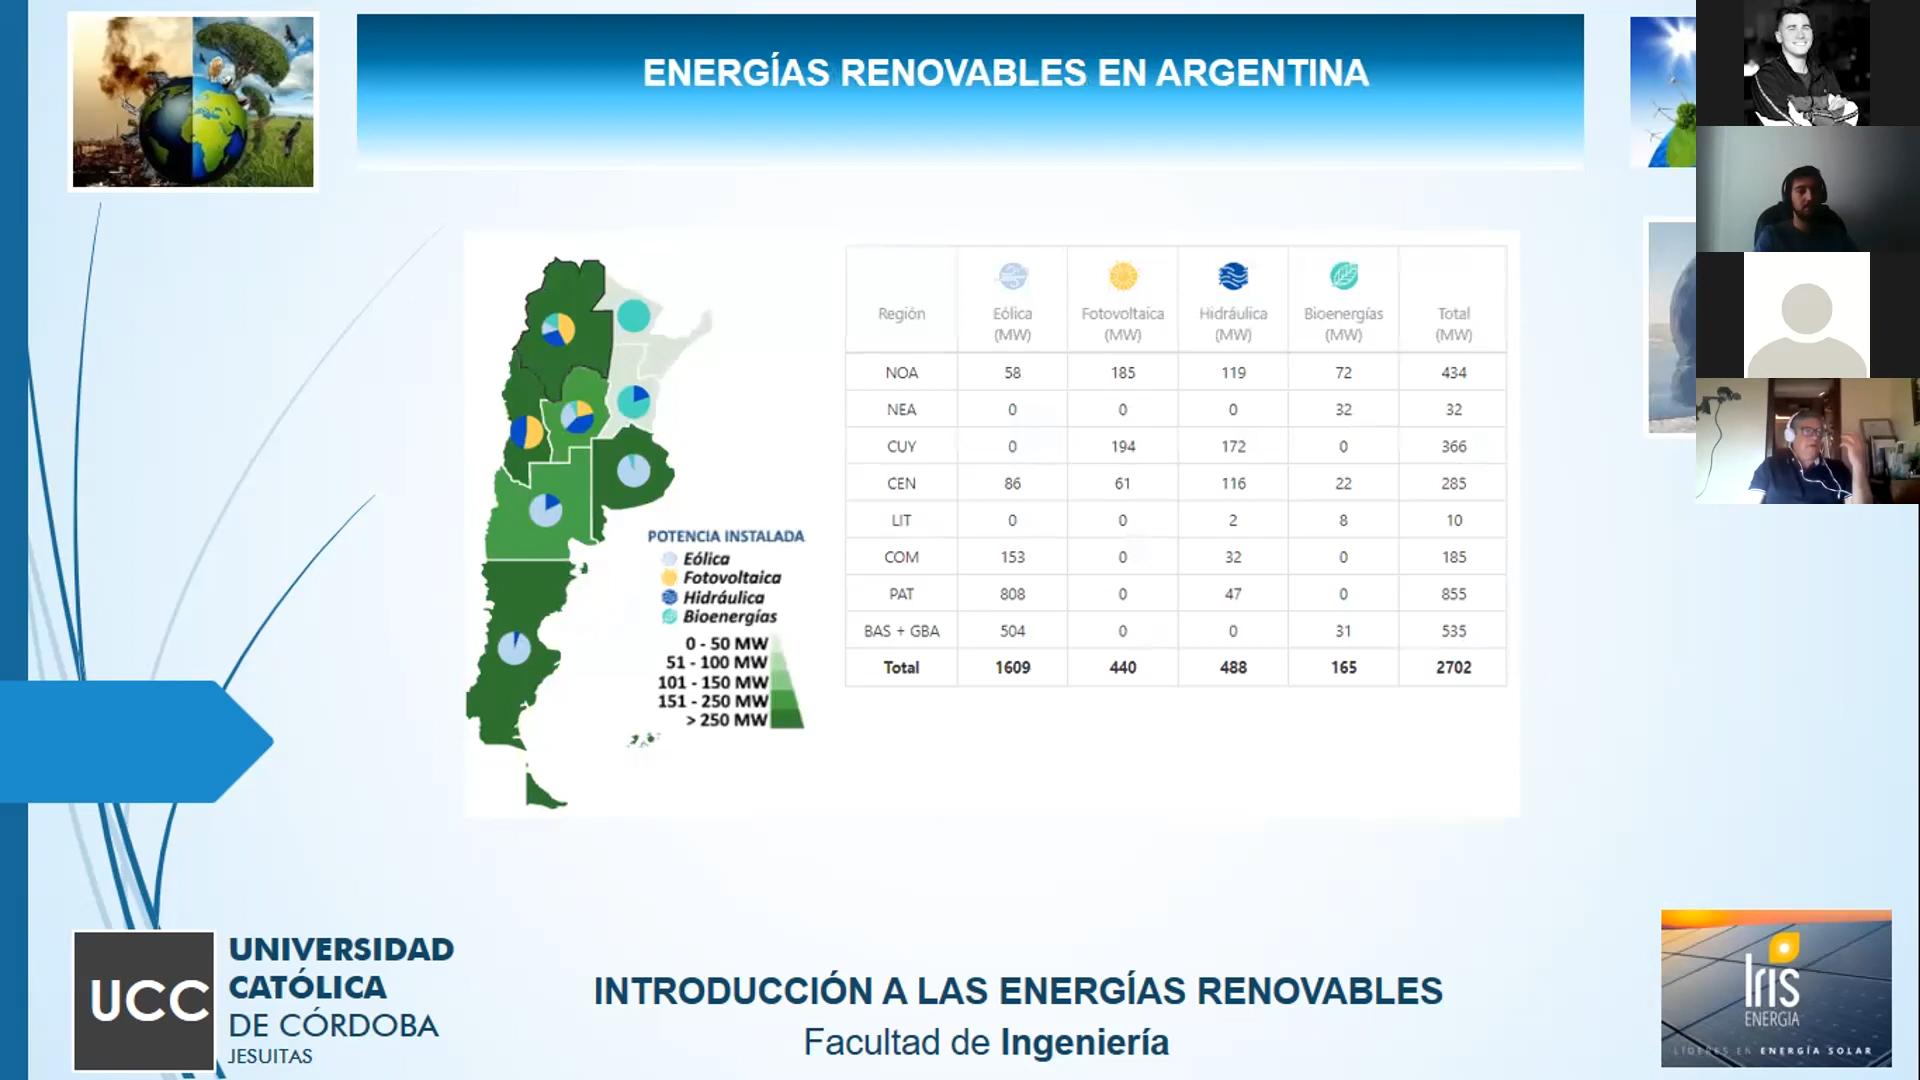 ENERGÍAS RENOVABLES EN ARGENTINA
POTENCIA INSTALADA
Eólica
Fotovoltaica
Hidráulica
Bioenergías
0 - 50 MW
51 - 100 MW
101 - 150 MW
151 - 250 MW
> 250 MW
Región Eólica (MW) Fotovoltaica (MW) Hidráulica (MW) Bioenergías (MW) Total (MW)
NOA 58 185 119 72 434
NEA 0 0 0 32 32
CUY 0 194 172 0 366
CEN 86 61 116 22 285
LIT 0 0 2 8 10
COM 153 0 32 0 185
PAT 808 0 47 0 855
BAS + GBA 504 0 0 31 535
Total 1609 440 488 165 2702
UCC
UNIVERSIDAD
CATÓLICA
DE CÓRDOBA
JESUITAS
INTRODUCCIÓN A LAS ENERGÍAS RENOVABLES
Facultad de Ingeniería
Iris
ENERGIA
LÍDERES EN ENERGÍA SOLAR